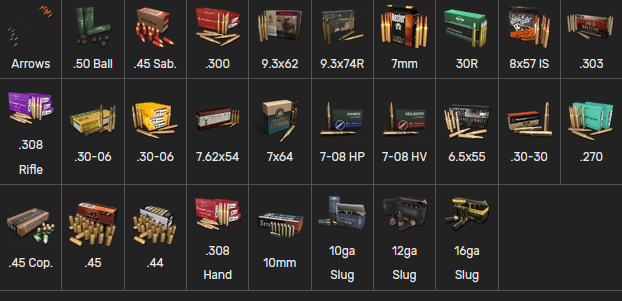 Arrows
.50 Ball
.45 Sab.
.300
9.3x62
9.3x74R
7mm
30R
8x57 IS
.303
.308
Rifle
.30-06
.30-06
7.62x54
7x64
7-08 HP
7-08 HV
6.5x55
.30-30
.270
.45 Cop.
.45
.44
.308
Hand
10mm
10ga
Slug
12ga
Slug
16ga
Slug